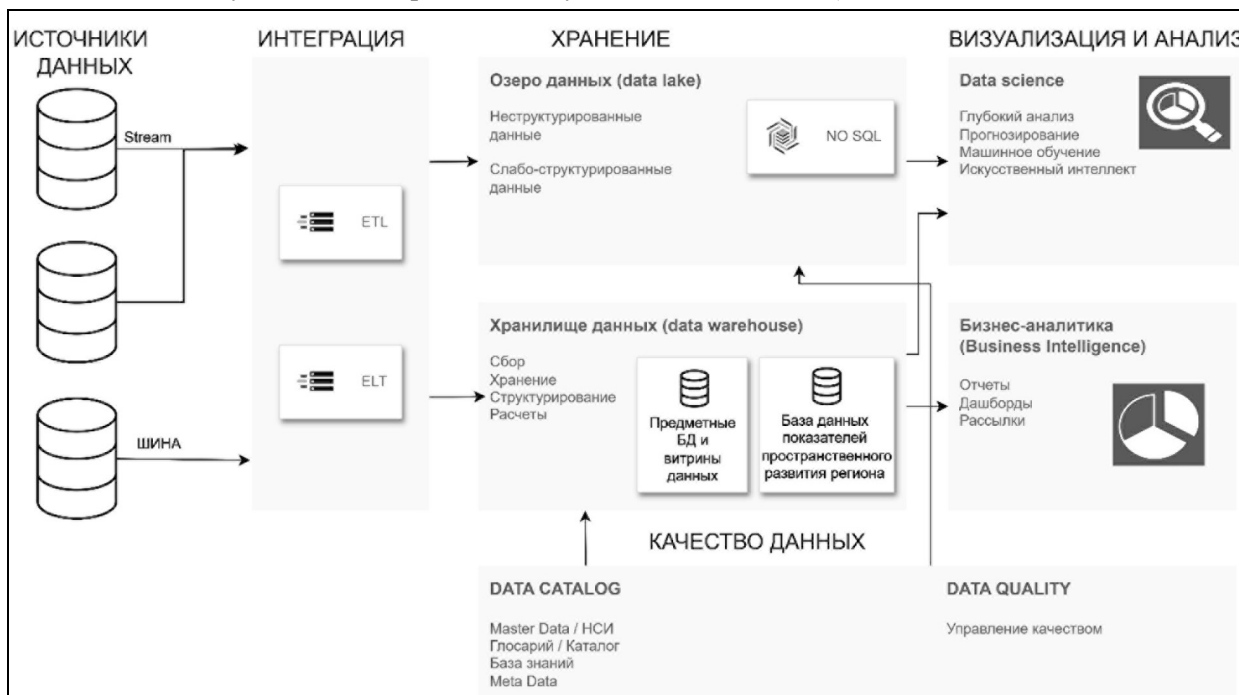 ИСТОЧНИКИ
ДАННЫХ
Stream
ШИНА
ИНТЕГРАЦИЯ
ETL
ELT
ХРАНЕНИЕ
Озеро данных (data lake)
Неструктурированные
данные
Слабо-структурированные
данные
NO SQL
Хранилище данных (data warehouse)
Сбор
Хранение
Структурирование
Расчеты
Предметные
БД и
витрины
данных
База данных
показателей
пространственного
развития региона
ВИЗУАЛИЗАЦИЯ И АНАЛИЗ
Data science
Глубокий анализ
Прогнозирование
Машинное обучение
Искусственный интеллект
Бизнес-аналитика
(Business Intelligence)
Отчеты
Дашборды
Рассылки
КАЧЕСТВО ДАННЫХ
DATA CATALOG
Master Data / НСИ
Глосарий / Каталог
База знаний
Meta Data
DATA QUALITY
Управление качеством